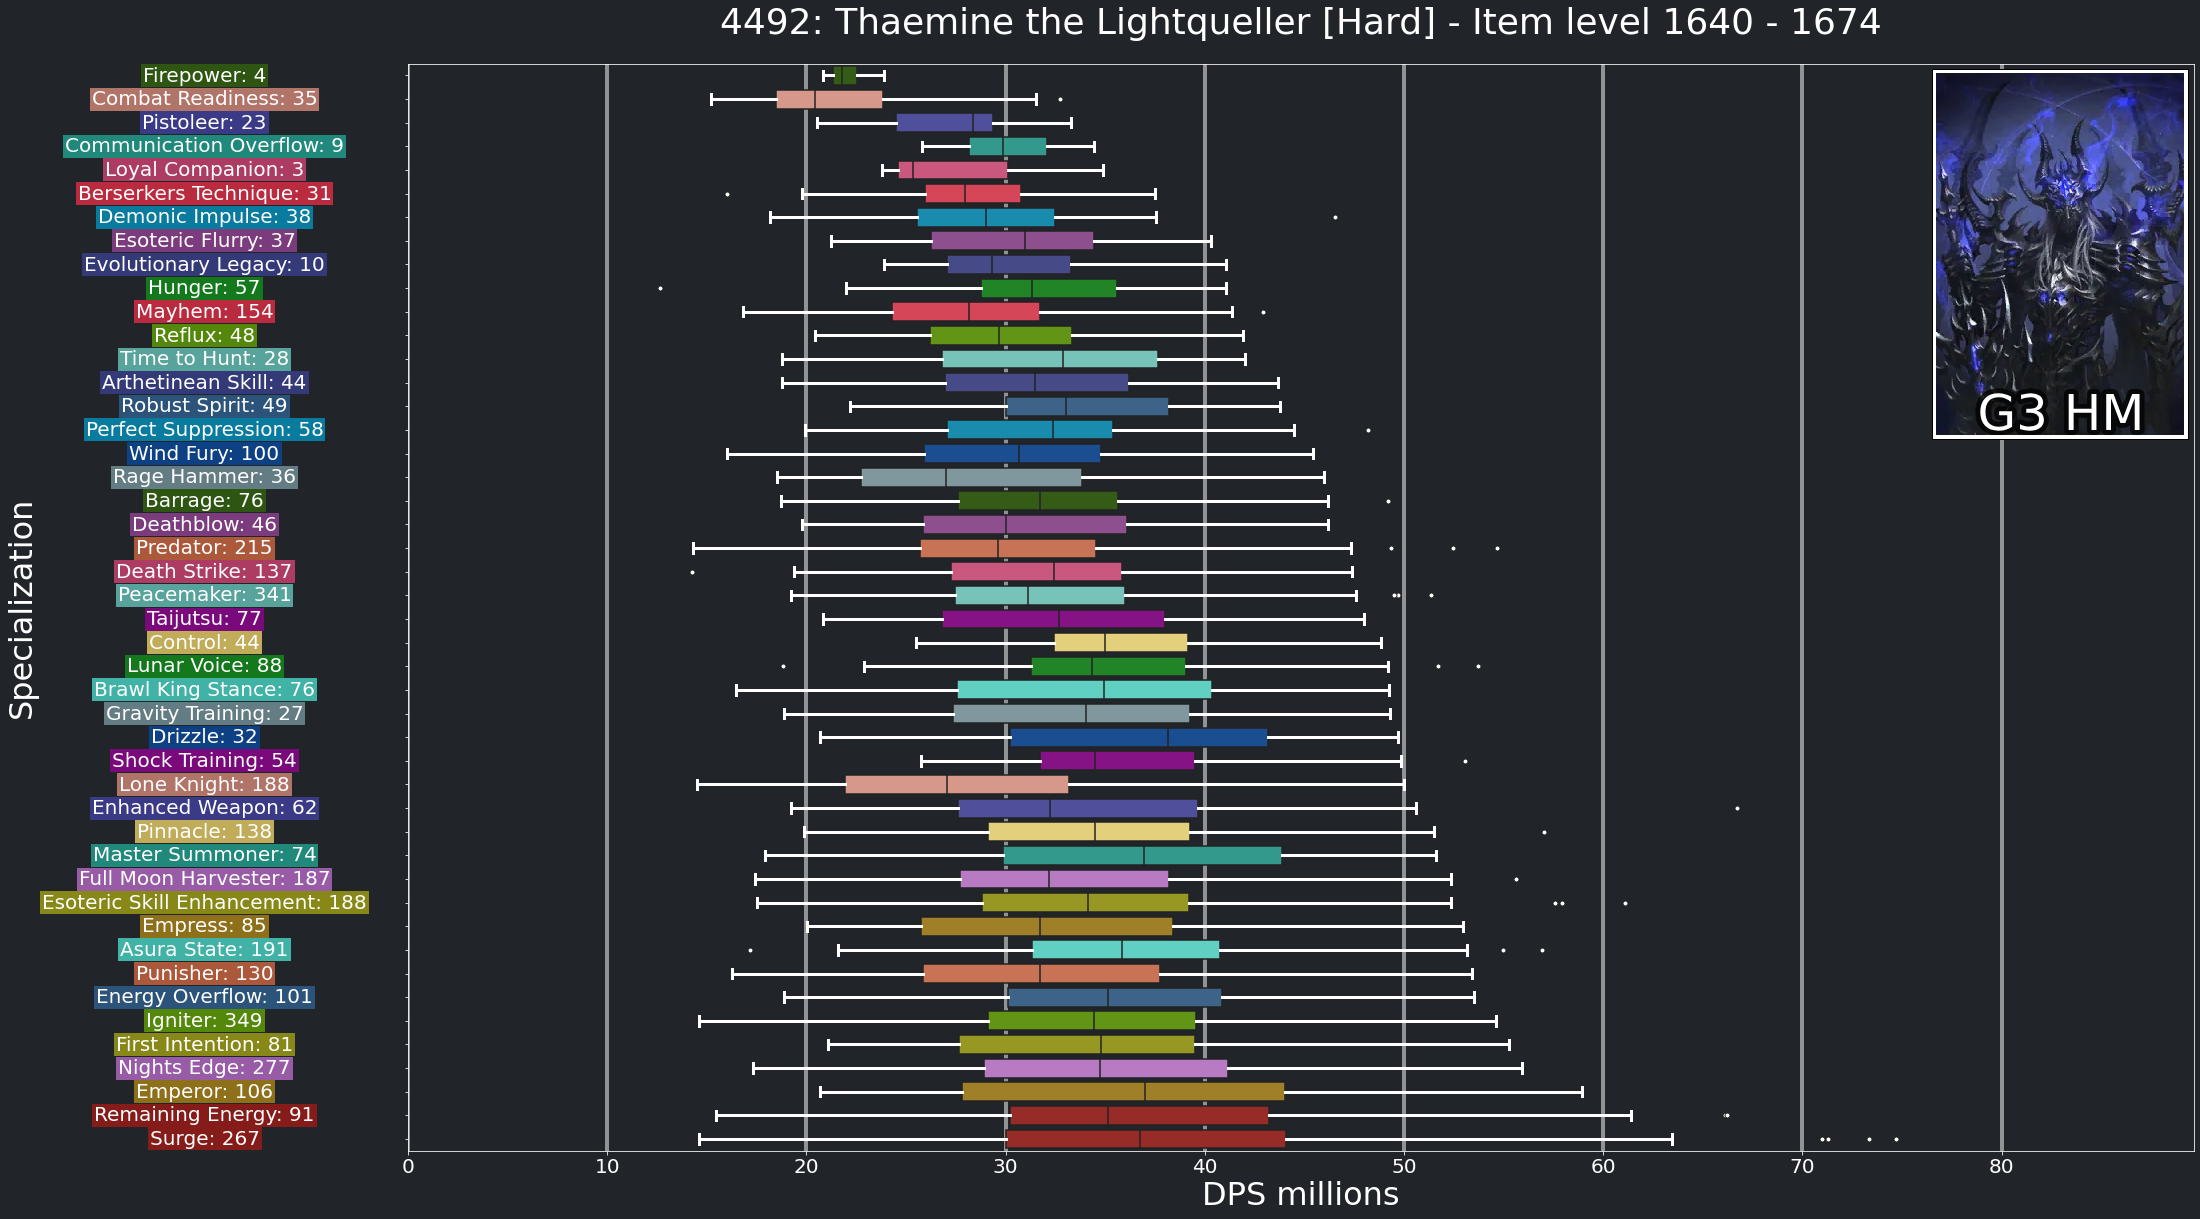 4492: Thaemine the Lightqueller [Hard] - Item level 1640 - 1674
Firepower: 4
Combat Readiness: 35
Pistoleer: 23
Communication Overflow: 9
Loyal Companion: 3
Berserkers Technique: 31
Demonic Impulse: 38
Esoteric Flurry: 37
Evolutionary Legacy: 10
Hunger: 57
Mayhem: 154
Reflux: 48
Time to Hunt: 28
Arthetinean Skill: 44
Robust Spirit: 49
Perfect Suppression: 58
Wind Fury: 100
Rage Hammer: 36
Barrage: 76
Deathblow: 46
Predator: 215
Death Strike: 137
Peacemaker: 341
Taijutsu: 77
Control: 44
Lunar Voice: 88
Brawl King Stance: 76
Gravity Training: 27
Drizzle: 32
Shock Training: 54
Lone Knight: 188
Enhanced Weapon: 62
Pinnacle: 138
Master Summoner: 74
Full Moon Harvester: 187
Esoteric Skill Enhancement: 188
Empress: 85
Asura State: 191
Punisher: 130
Energy Overflow: 101
Igniter: 349
First Intention: 81
Nights Edge: 277
Emperor: 106
Remaining Energy: 91
Surge: 267
Specialization
G3 HM
0 10 20 30 40 50 60 70 80
DPS millions